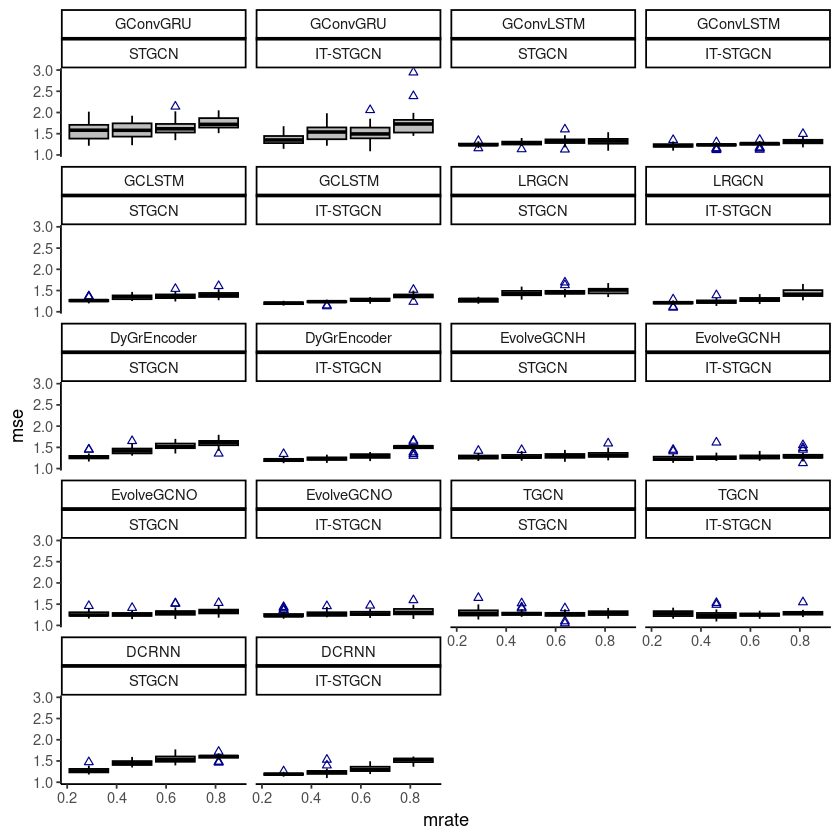 GConvGRU GConvGRU GConvLSTM GConvLSTM
STGCN IT-STGCN STGCN IT-STGCN
3.0
2.5
2.0
1.5
1.0
GCLSTM GCLSTM LRGCN LRGCN
STGCN IT-STGCN STGCN IT-STGCN
3.0
2.5
2.0
1.5
1.0
DyGrEncoder DyGrEncoder EvolveGCNH EvolveGCNH
STGCN IT-STGCN STGCN IT-STGCN
3.0
2.5
2.0
1.5
1.0
mse
EvolveGCNO EvolveGCNO TGCN TGCN
STGCN IT-STGCN STGCN IT-STGCN
3.0
2.5
2.0
1.5
1.0
0.2 0.4 0.6 0.8 0.2 0.4 0.6 0.8
DCRNN DCRNN
STGCN IT-STGCN
3.0
2.5
2.0
1.5
1.0
0.2 0.4 0.6 0.8 0.2 0.4 0.6 0.8
mrate